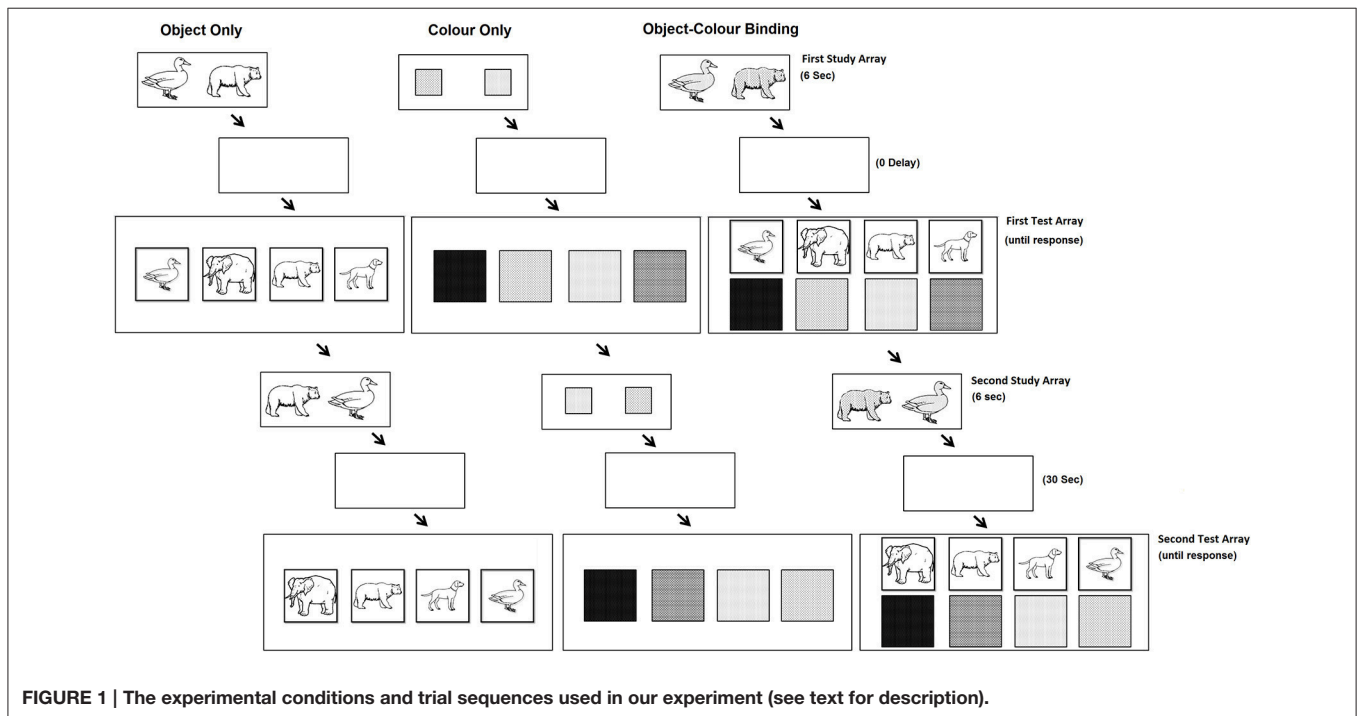 Object Only
Colour Only
Object-Colour Binding
First Study Array
(6 Sec)
(0 Delay)
First Test Array
(until response)
Second Study Array
(6 sec)
(30 Sec)
Second Test Array
(until response)
FIGURE 1 | The experimental conditions and trial sequences used in our experiment (see text for description).